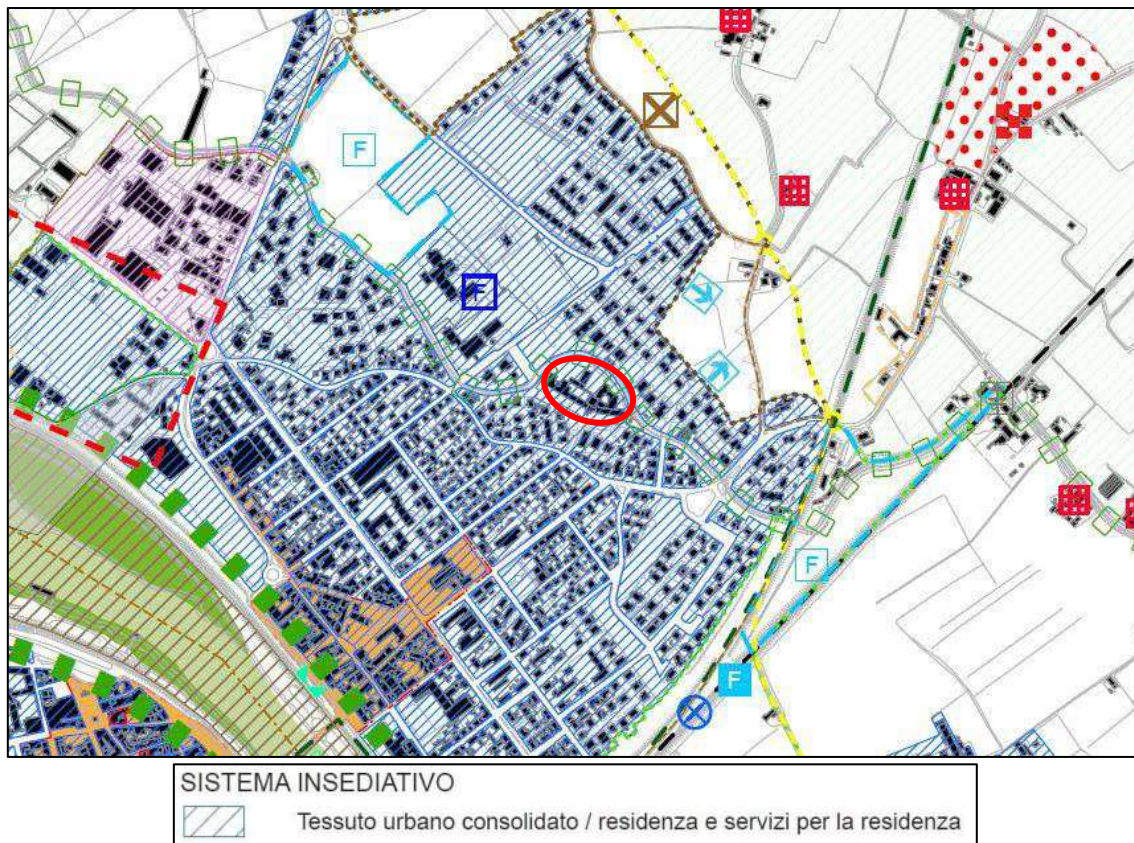 F
F
F
F
SISTEMA INSEDIATIVO
Tessuto urbano consolidato / residenza e servizi per la residenza